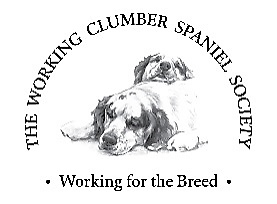 THE WORKING CLUMBER SPANIEL SOCIETY
• Working for the Breed •